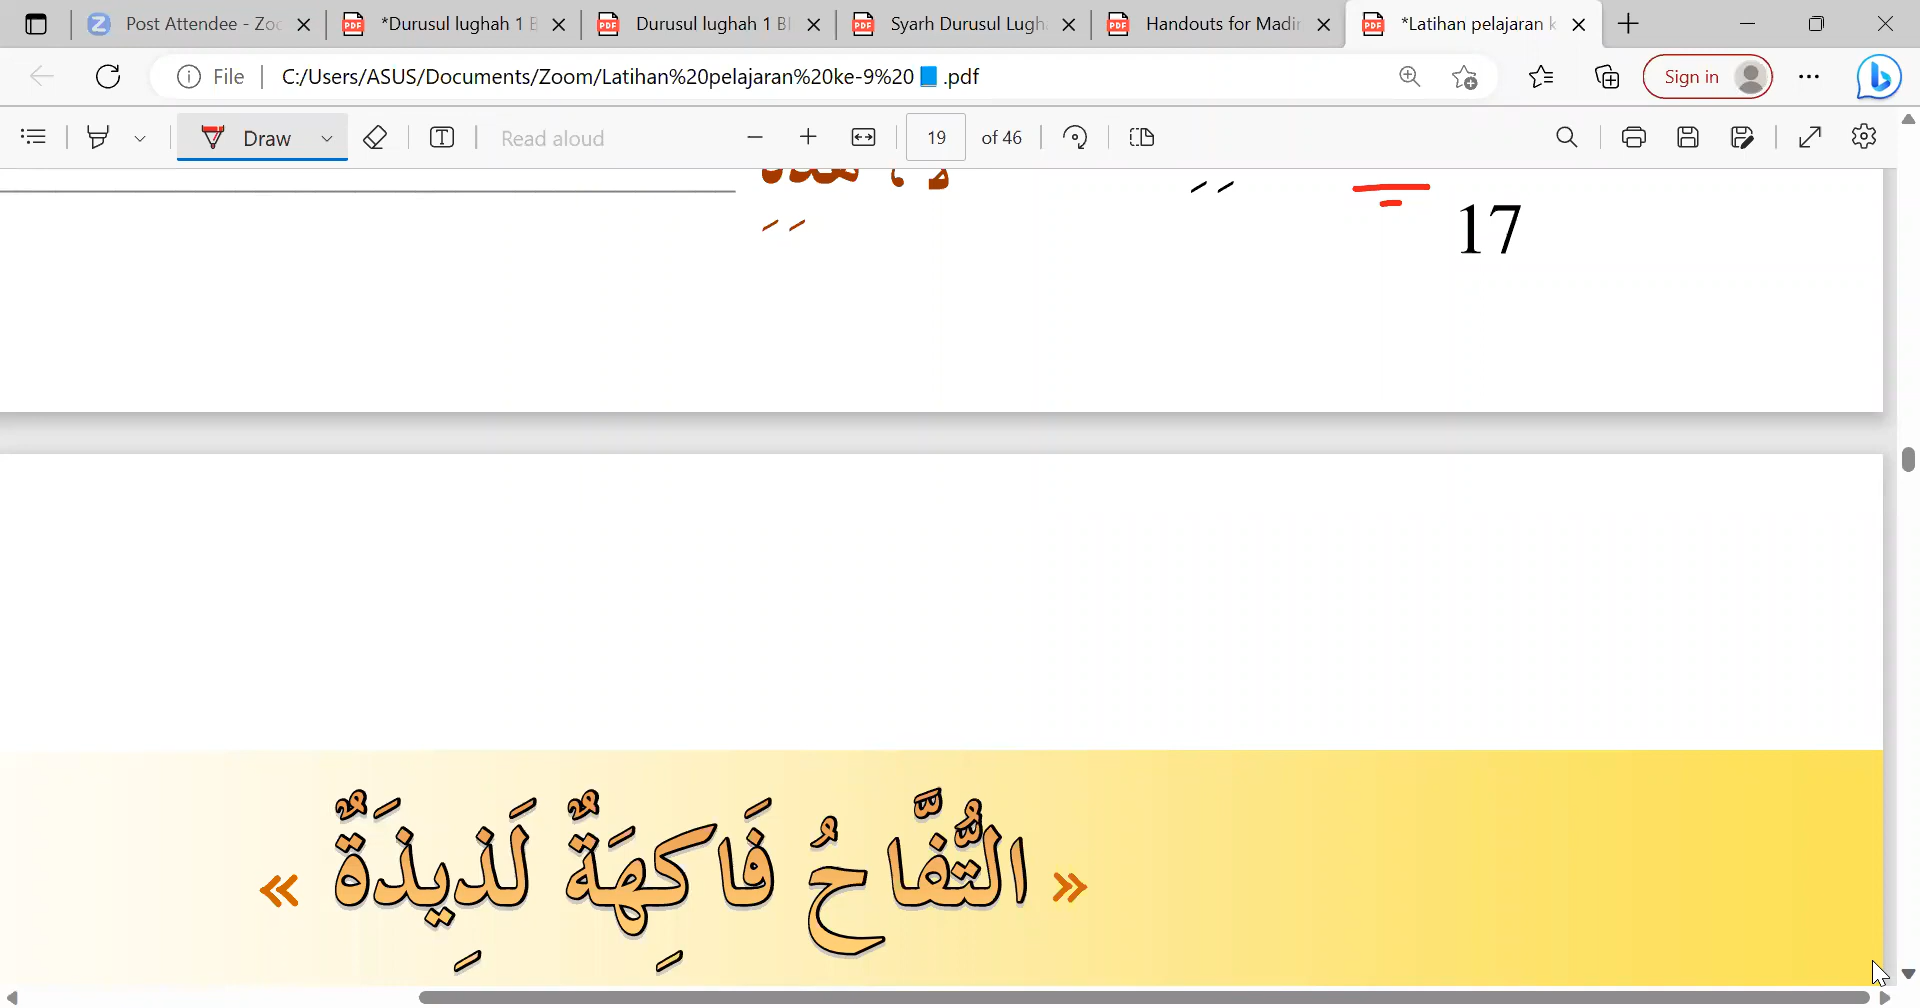 Post Attendee - Zoo
*Durusul lughah 1 B
Durusul lughah 1 Bl
Syarh Durusul Lugh
Handouts for Madin
*Latihan pelajaran k
File
C:/Users/ASUS/Documents/Zoom/Latihan%20pelajaran%20ke-9%20📘.pdf
Sign in
Draw
Read aloud
19 of 46
17
« التُّفَّاحُ فَاكِهَةٌ لَذِيذَةٌ »